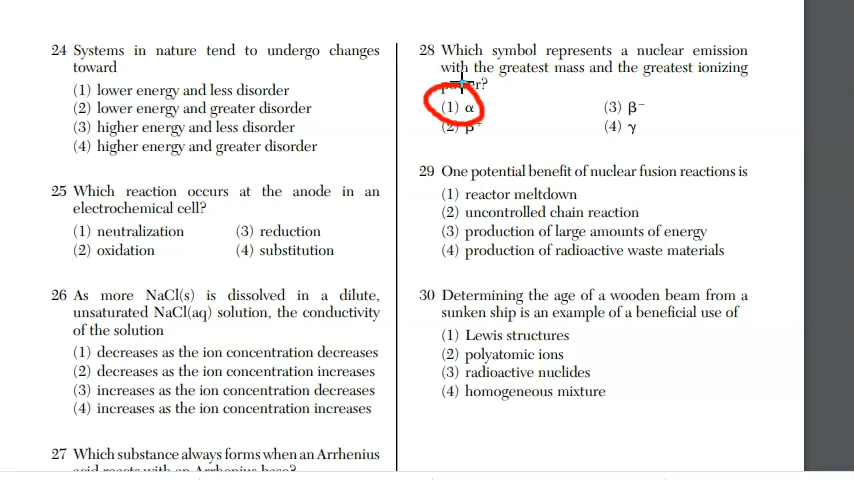 24 Systems in nature tend to undergo changes
toward
(1) lower energy and less disorder
(2) lower energy and greater disorder
(3) higher energy and less disorder
(4) higher energy and greater disorder
25 Which reaction occurs at the anode in an
electrochemical cell?
(1) neutralization (3) reduction
(2) oxidation (4) substitution
26 As more NaCl(s) is dissolved in a dilute,
unsaturated NaCl(aq) solution, the conductivity
of the solution
(1) decreases as the ion concentration decreases
(2) decreases as the ion concentration increases
(3) increases as the ion concentration decreases
(4) increases as the ion concentration increases
27 Which substance always forms when an Arrhenius
acid reacts with an Arrhenius base?
28 Which symbol represents a nuclear emission
with the greatest mass and the greatest ionizing
power?
(1) α (3) β⁻
(2) β⁺ (4) γ
29 One potential benefit of nuclear fusion reactions is
(1) reactor meltdown
(2) uncontrolled chain reaction
(3) production of large amounts of energy
(4) production of radioactive waste materials
30 Determining the age of a wooden beam from a
sunken ship is an example of a beneficial use of
(1) Lewis structures
(2) polyatomic ions
(3) radioactive nuclides
(4) homogeneous mixture